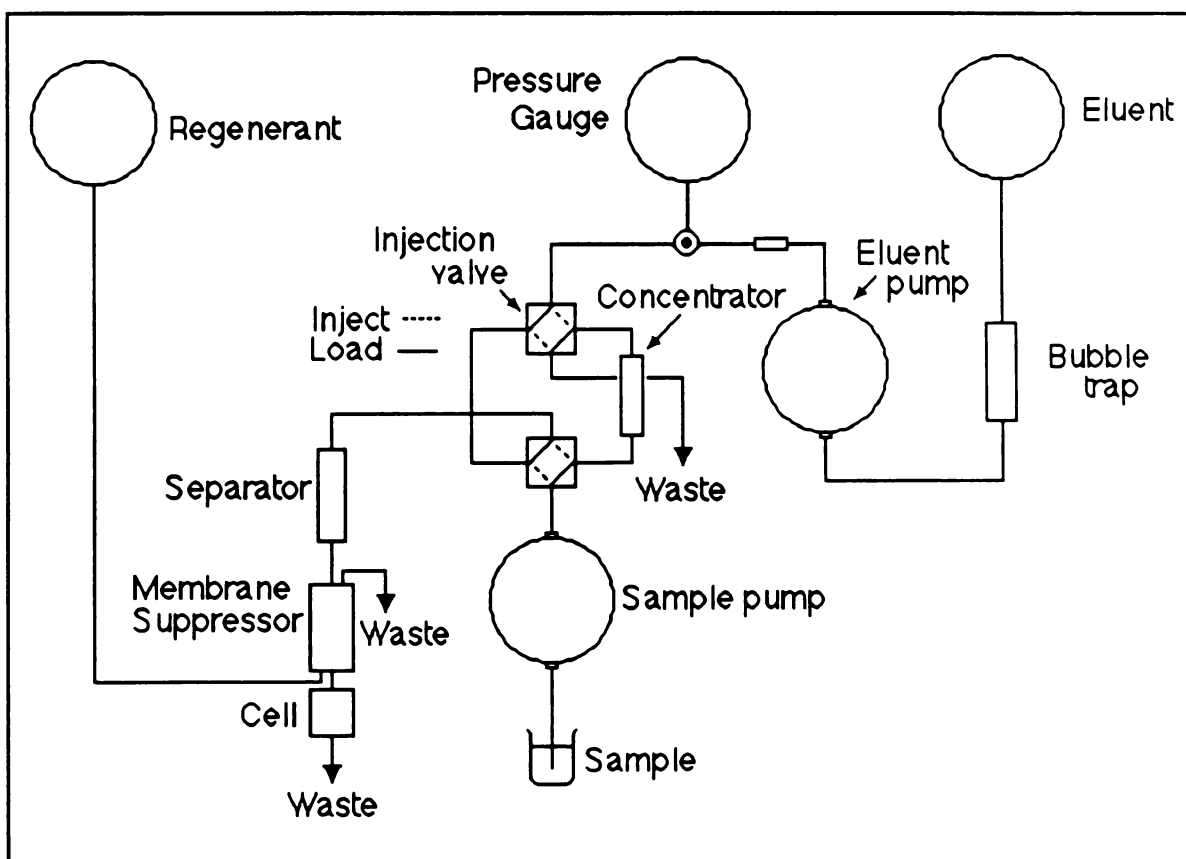 Regenerant
Pressure
Gauge
Eluent
Injection
valve
Eluent
pump
Concentrator
Inject
Load
Bubble
trap
Waste
Separator
Membrane
Suppressor
Waste
Sample pump
Cell
Sample
Waste